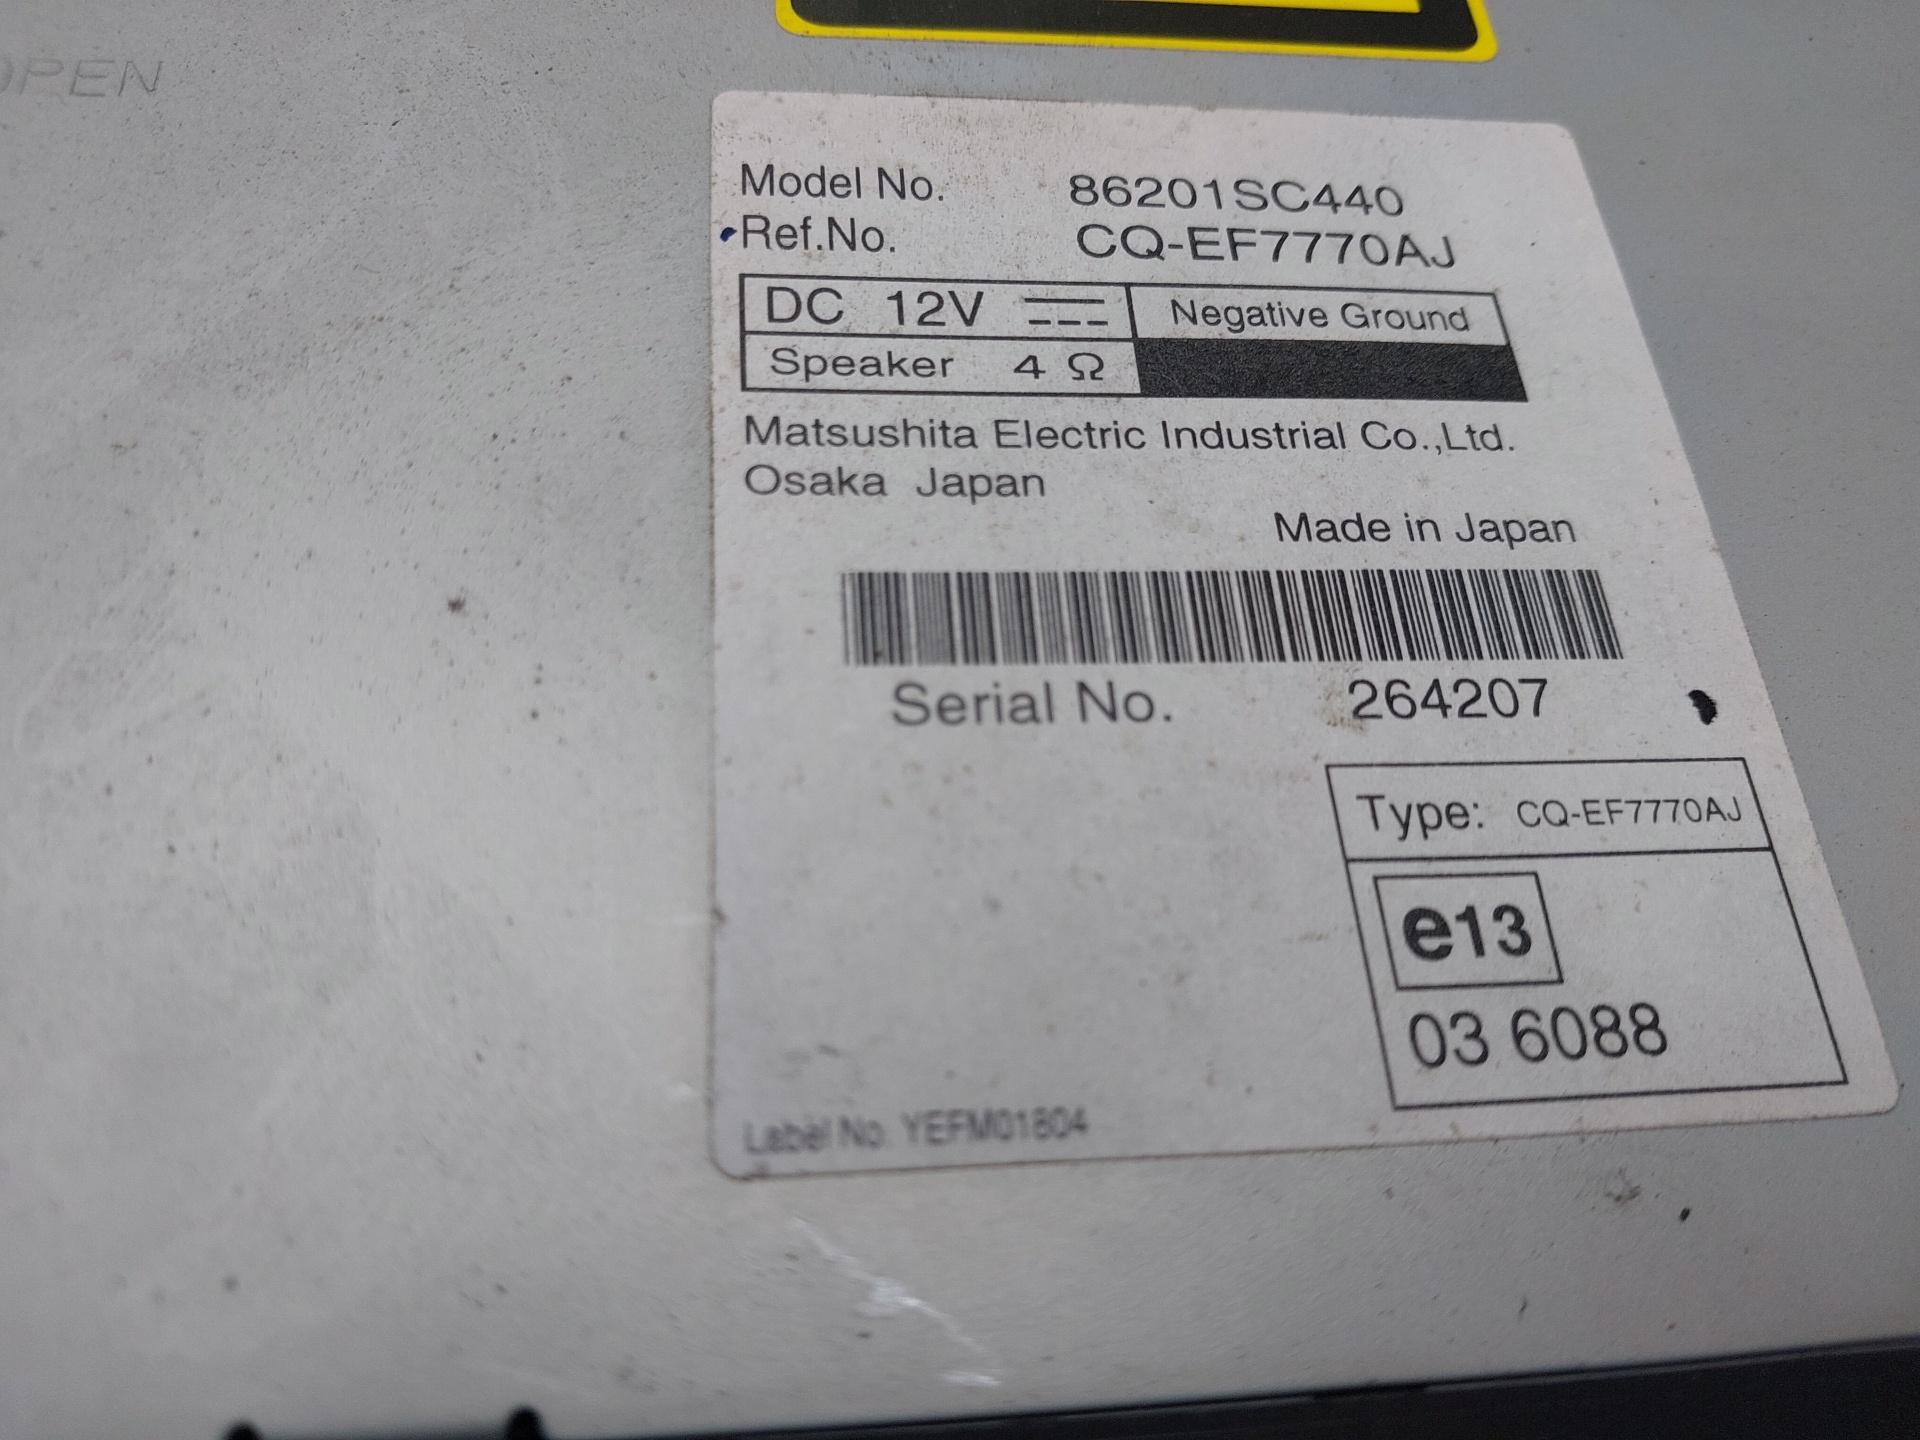 OPEN
Model No. 86201SC440
Ref.No. CQ-EF7770AJ
DC 12V Negative Ground
Speaker 4 Ω
Matsushita Electric Industrial Co.,Ltd.
Osaka Japan
Made in Japan
Serial No. 264207
Type: CQ-EF7770AJ
e13
03 6088
Label No. YEFM01804